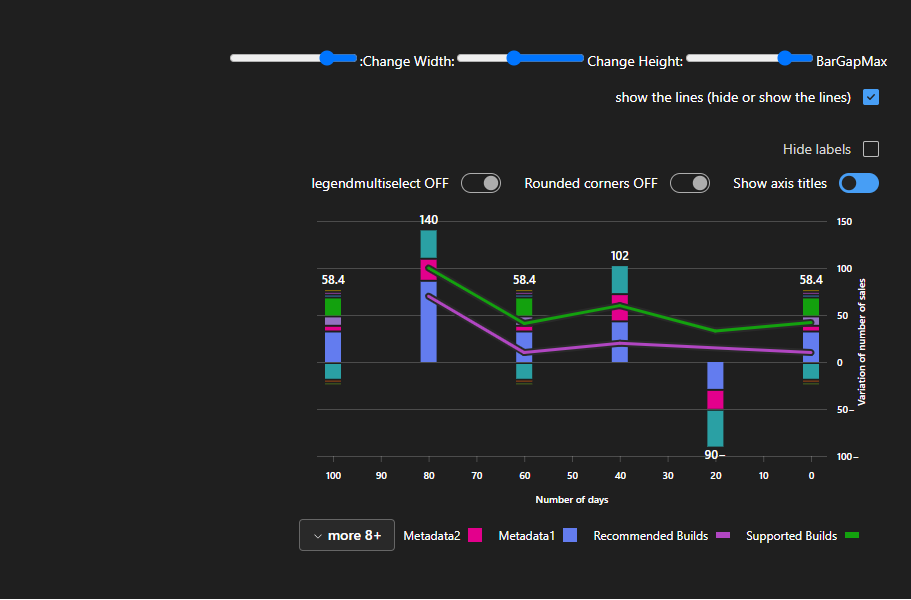 :Change Width: Change Height: BarGapMax
show the lines (hide or show the lines)
Hide labels
legendmultiselect OFF Rounded corners OFF Show axis titles
140 150
102
58.4 58.4 58.4 100
50
0
50–
90– 100–
Variation of number of sales
100 90 80 70 60 50 40 30 20 10 0
Number of days
more 8+ Metadata2 Metadata1 Recommended Builds Supported Builds